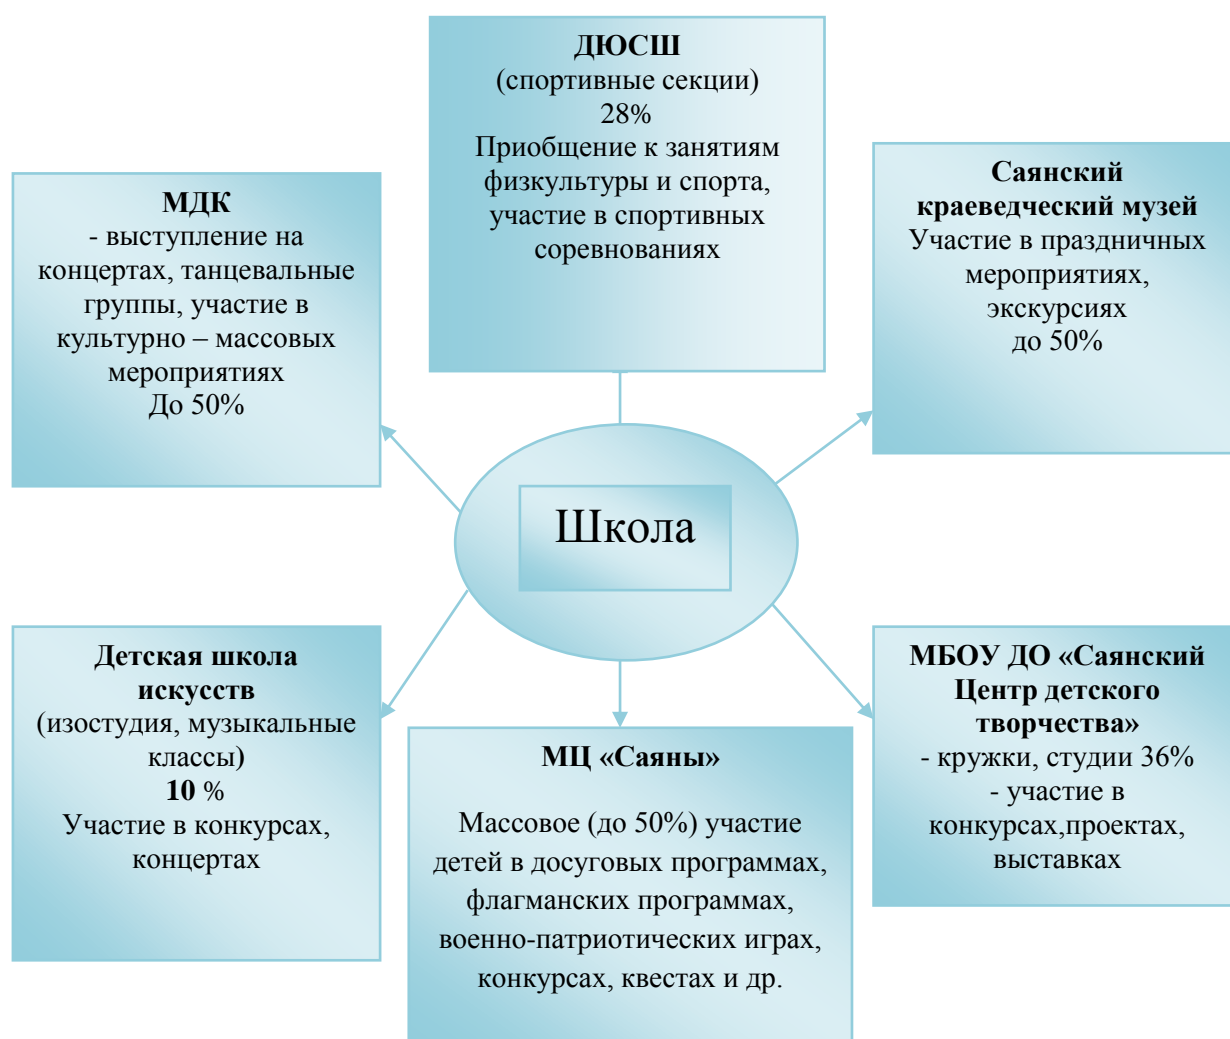 ДЮСШ
(спортивные секции)
28%
Приобщение к занятиям
физкультуры и спорта,
участие в спортивных
соревнованиях
МДК
- выступление на
концертах, танцевальные
группы, участие в
культурно – массовых
мероприятиях
До 50%
Саянский
краеведческий музей
Участие в праздничных
мероприятиях,
экскурсиях
до 50%
Школа
Детская школа
искусств
(изостудия, музыкальные
классы)
10 %
Участие в конкурсах,
концертах
МЦ «Саяны»
Массовое (до 50%) участие
детей в досуговых программах,
флагманских программах,
военно-патриотических играх,
конкурсах, квестах и др.
МБОУ ДО «Саянский
Центр детского
творчества»
- кружки, студии 36%
- участие в
конкурсах,проектах,
выставках